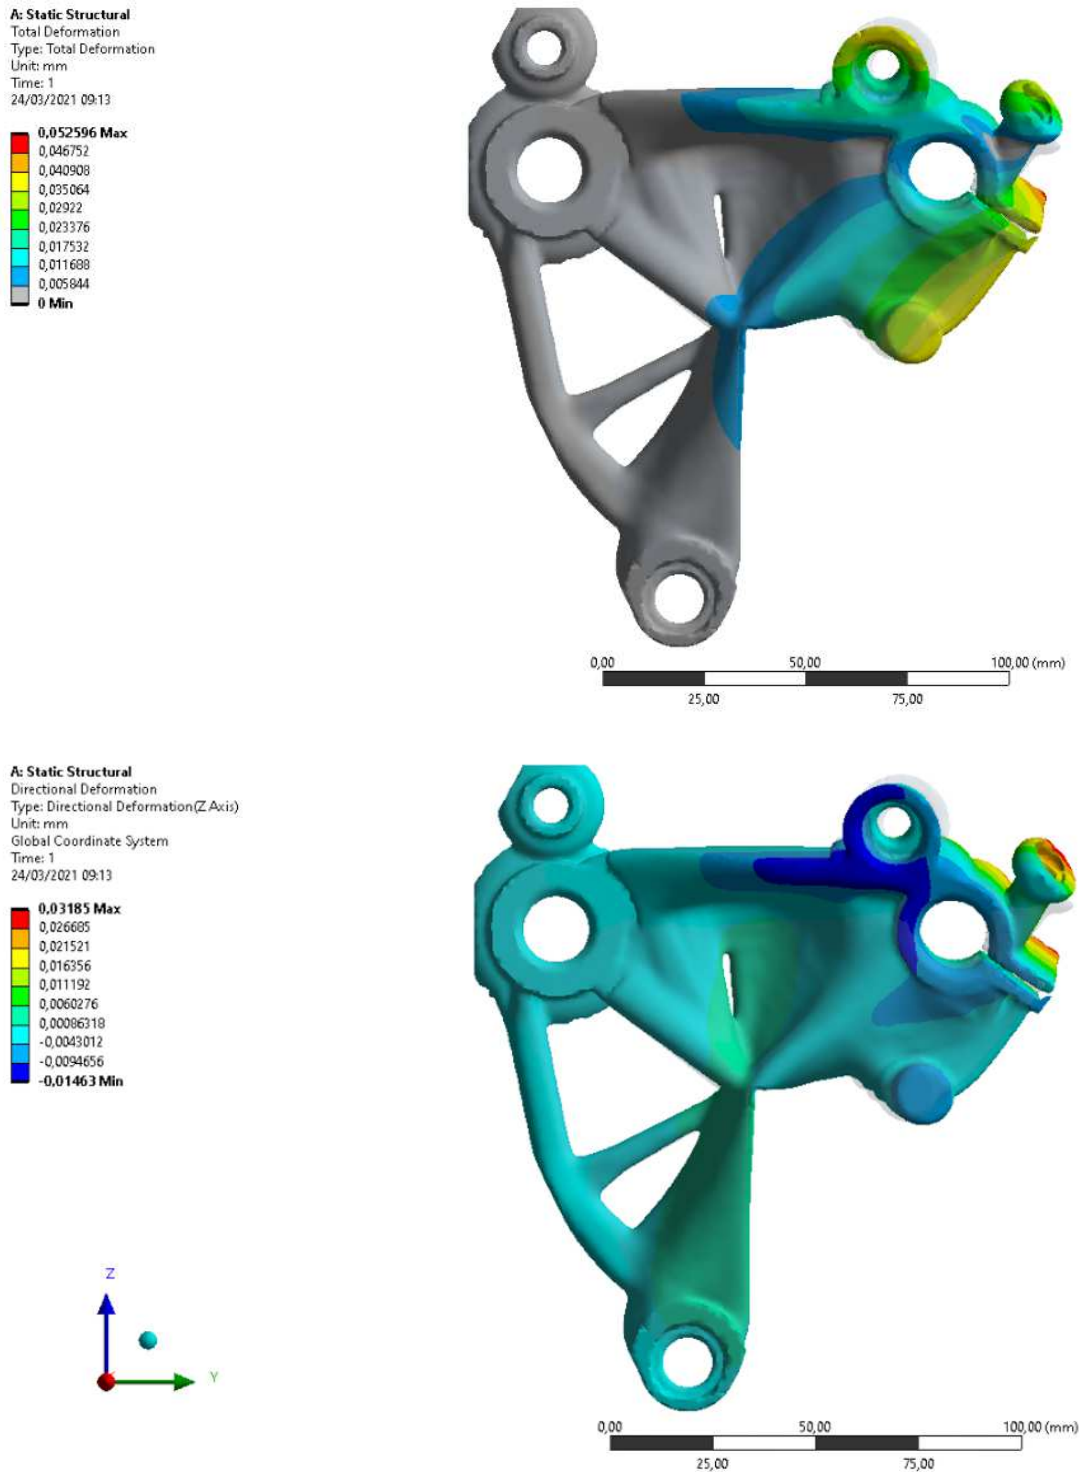 A: Static Structural
Total Deformation
Type: Total Deformation
Unit: mm
Time: 1
24/03/2021 09:13
0,052596 Max
0,046752
0,040908
0,035064
0,02922
0,023376
0,017532
0,011688
0,005844
0 Min
0,00 50,00 100,00 (mm)
25,00 75,00
A: Static Structural
Directional Deformation
Type: Directional Deformation(Z Axis)
Unit: mm
Global Coordinate System
Time: 1
24/03/2021 09:13
0,03185 Max
0,026685
0,021521
0,016356
0,011192
0,0060276
0,00086318
-0,0043012
-0,0094656
-0,01463 Min
Z
Y
0,00 50,00 100,00 (mm)
25,00 75,00